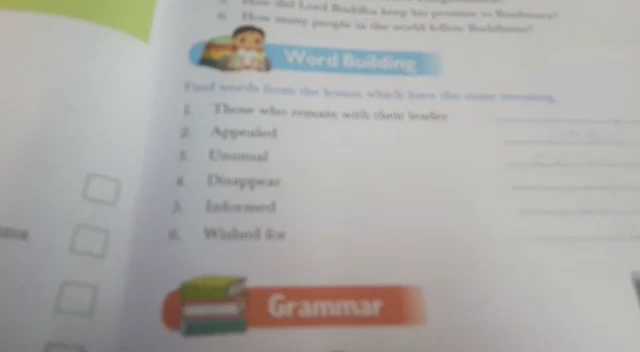 How did Lord Buddha keep his promise to Bimbisara?
6. How many people in the world follow Buddhism?
Word Building
Find words from the lesson which have the same meaning.
1. Those who remain with their leader
2. Appealed
3. Unusual
4. Disappear
5. Informed
6. Wished for
Grammar